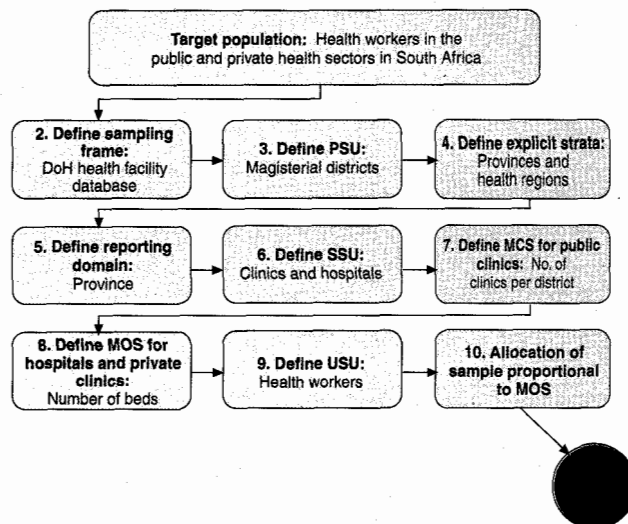 Target population: Health workers in the
public and private health sectors in South Africa
2. Define sampling
frame:
DoH health facility
database
3. Define PSU:
Magisterial districts
4. Define explicit strata:
Provinces and
health regions
5. Define reporting
domain:
Province
6. Define SSU:
Clinics and hospitals
7. Define MCS for public
clinics: No. of
clinics per district
8. Define MOS for
hospitals and private
clinics:
Number of beds
9. Define USU:
Health workers
10. Allocation of
sample proportional
to MOS